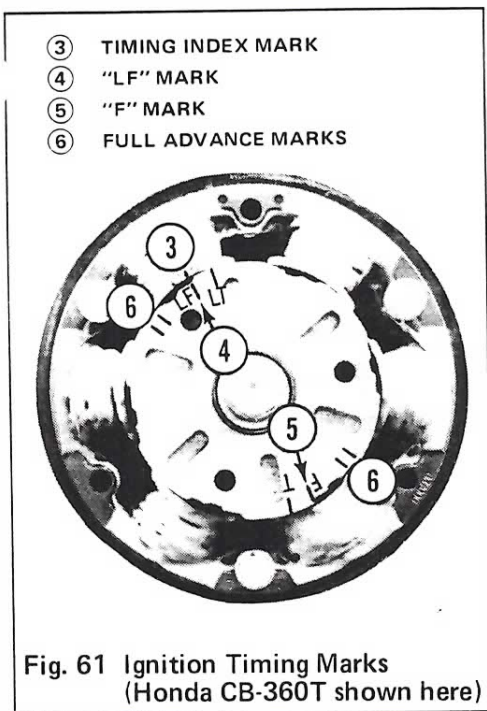 ③ TIMING INDEX MARK
④ "LF" MARK
⑤ "F" MARK
⑥ FULL ADVANCE MARKS
③
⑥
LF LT
④
⑤
T F
⑥
Fig. 61 Ignition Timing Marks
(Honda CB-360T shown here)